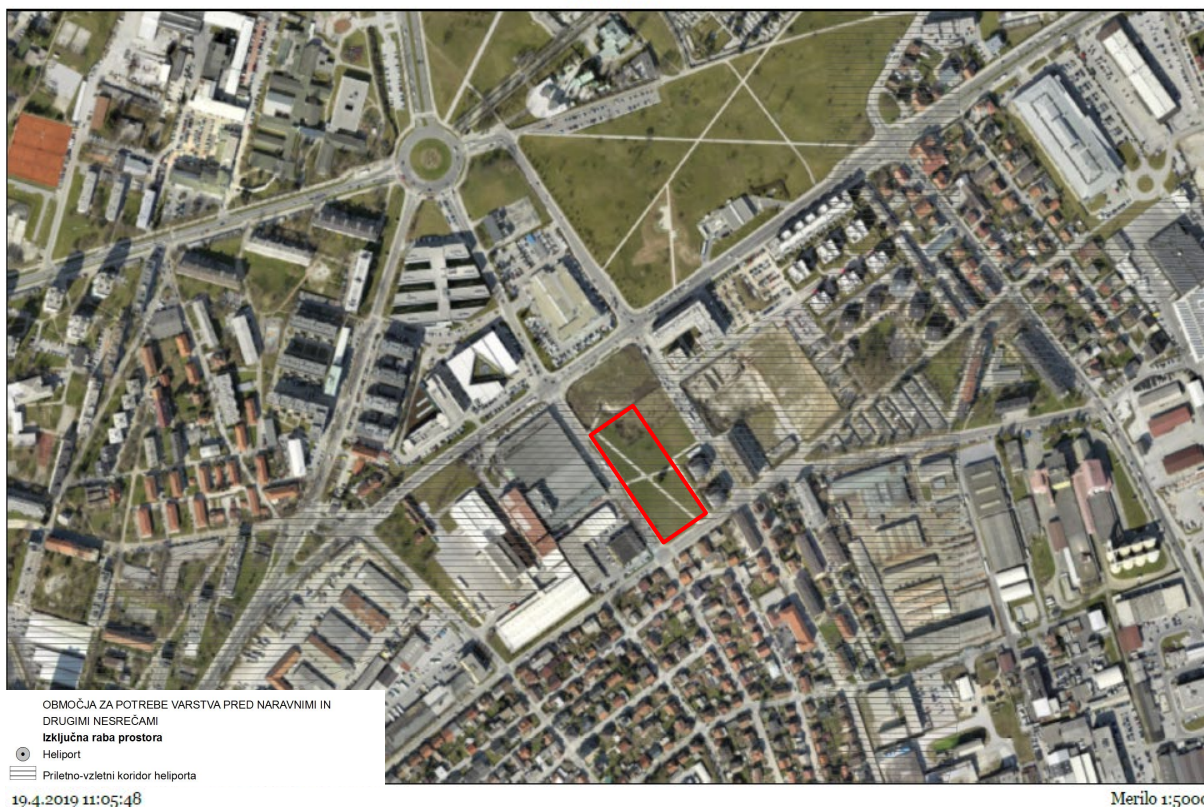 OBMOČJA ZA POTREBE VARSTVA PRED NARAVNIMI IN
DRUGIMI NESREČAMI
Izključna raba prostora
Heliport
Priletno-vzletni koridor heliporta
19.4.2019 11:05:48
Merilo 1:5000